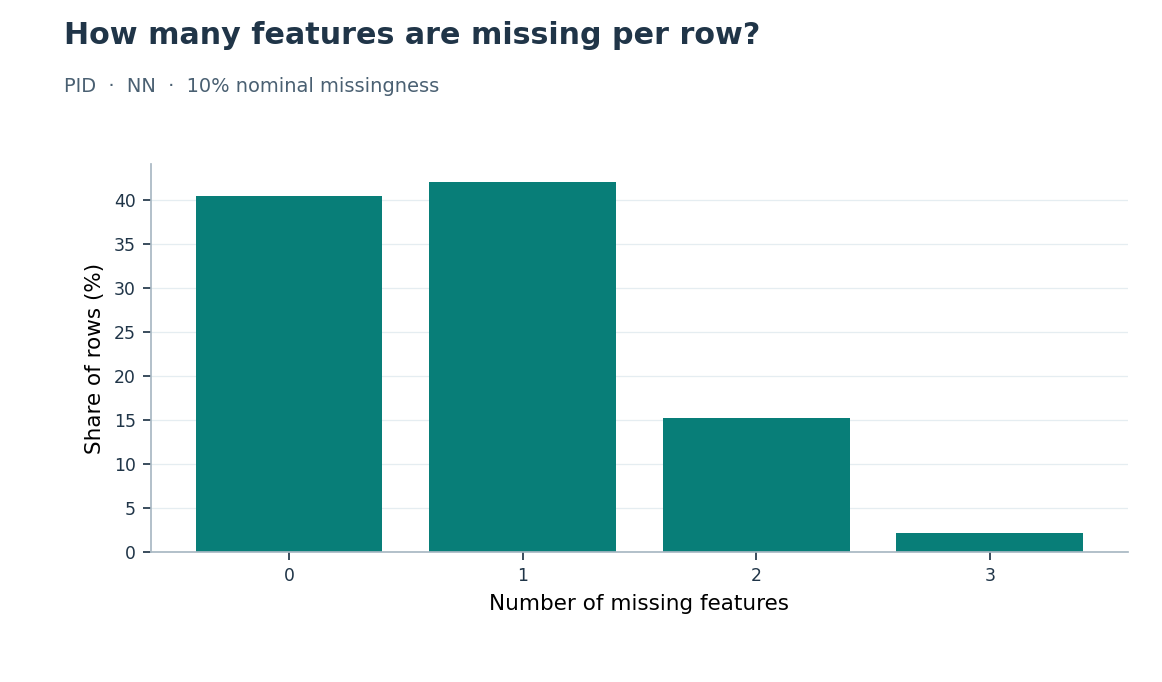 How many features are missing per row?
PID · NN · 10% nominal missingness
Share of rows (%)
40
35
30
25
20
15
10
5
0
0 1 2 3
Number of missing features